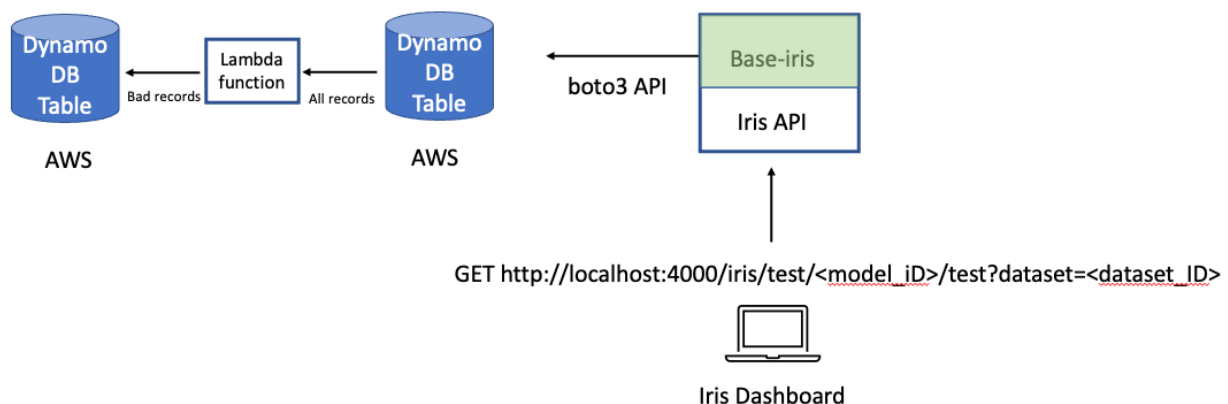 Dynamo
DB
Table
AWS
Bad records
Lambda
function
All records
Dynamo
DB
Table
AWS
boto3 API
Base-iris
Iris API
GET http://localhost:4000/iris/test/<model_iD>/test?dataset=<dataset_ID>
Iris Dashboard